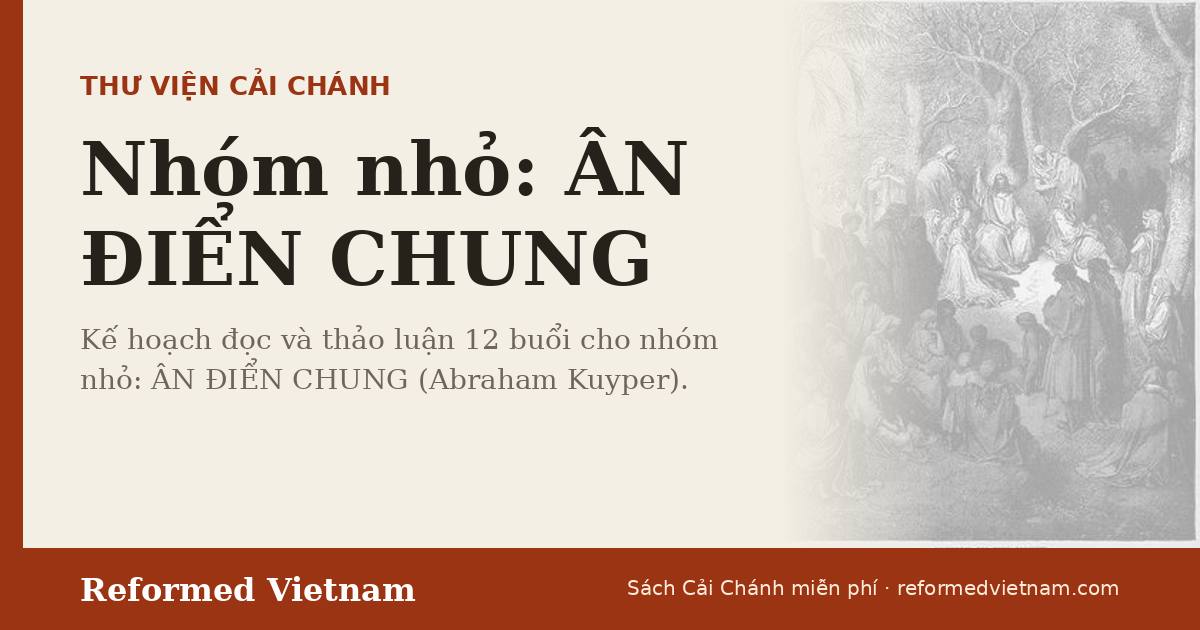 THƯ VIỆN CẢI CHÁNH
Nhóm nhỏ: ÂN
ĐIỂN CHUNG
Kế hoạch đọc và thảo luận 12 buổi cho nhóm
nhỏ: ÂN ĐIỂN CHUNG (Abraham Kuyper).
Reformed Vietnam
Sách Cải Chánh miễn phí · reformedvietnam.com